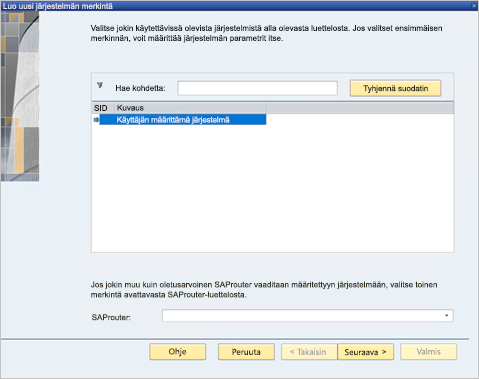 Luo uusi järjestelmän merkintä
Valitse jokin käytettävissä olevista järjestelmistä alla olevasta luettelosta. Jos valitset ensimmäisen
merkinnän, voit määrittää järjestelmän parametrit itse.
Hae kohdetta:
Tyhjennä suodatin
SID Kuvaus
Käyttäjän määrittämä järjestelmä
Jos jokin muu kuin oletusarvoinen SAProuter vaaditaan määritettyyn järjestelmään, valitse toinen
merkintä avattavasta SAProuter-luettelosta.
SAProuter:
Ohje Peruuta < Takaisin Seuraava > Valmis